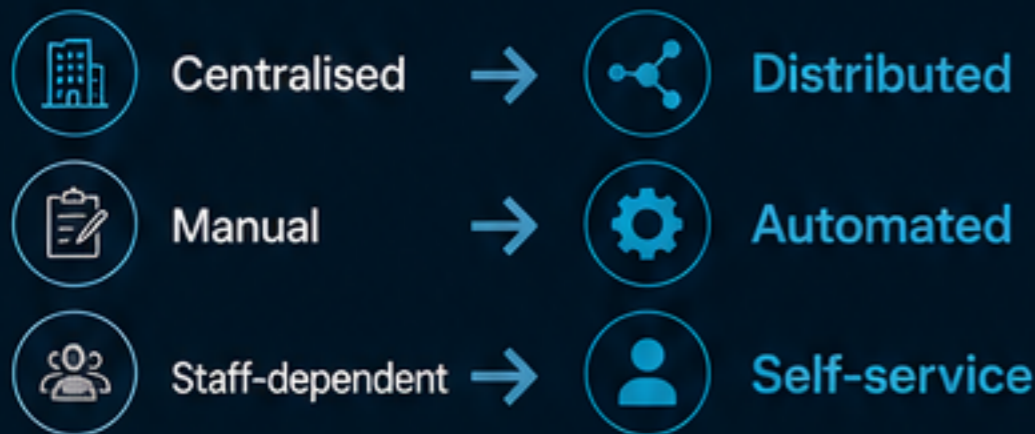 Centralised → Distributed
Manual → Automated
Staff-dependent → Self-service